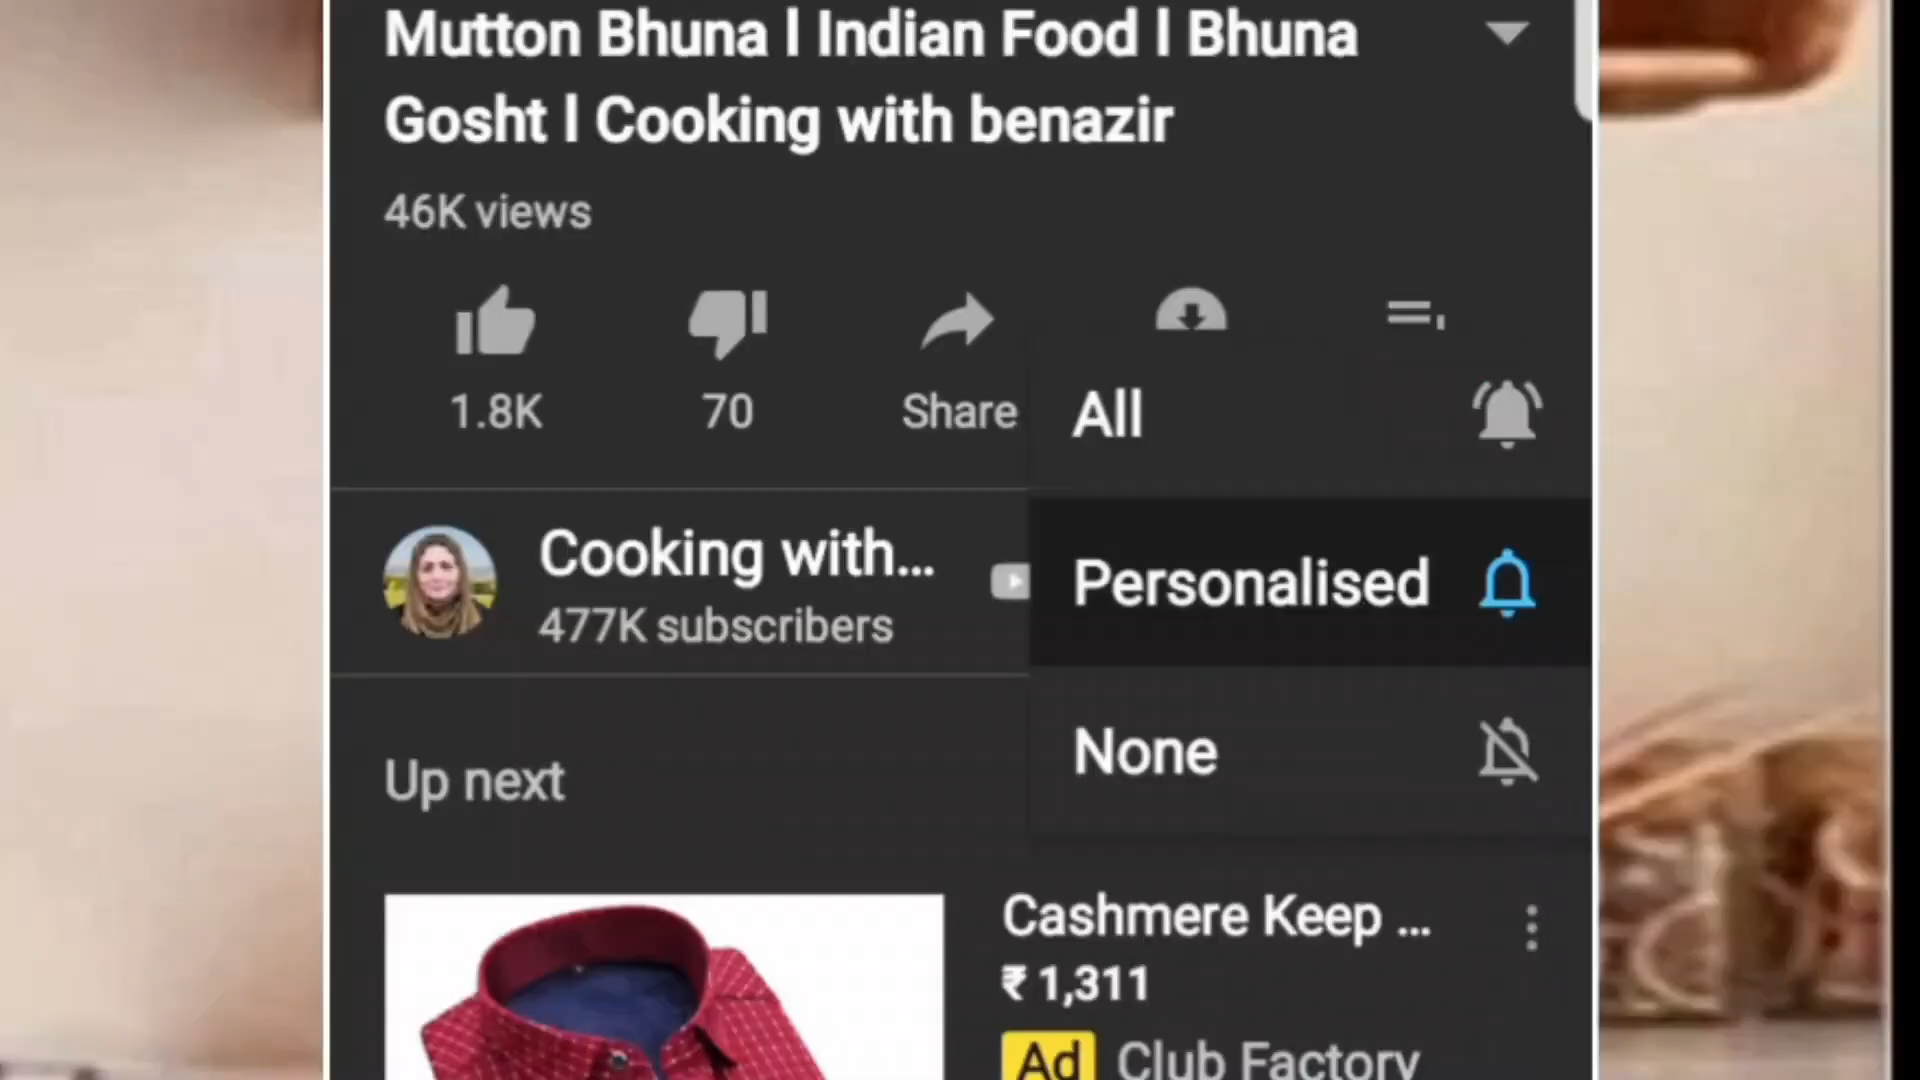 Mutton Bhuna l Indian Food l Bhuna
Gosht l Cooking with benazir
46K views
1.8K
70
Share
All
Cooking with...
477K subscribers
Personalised
None
Up next
Cashmere Keep ...
₹ 1,311
Ad Club Factory